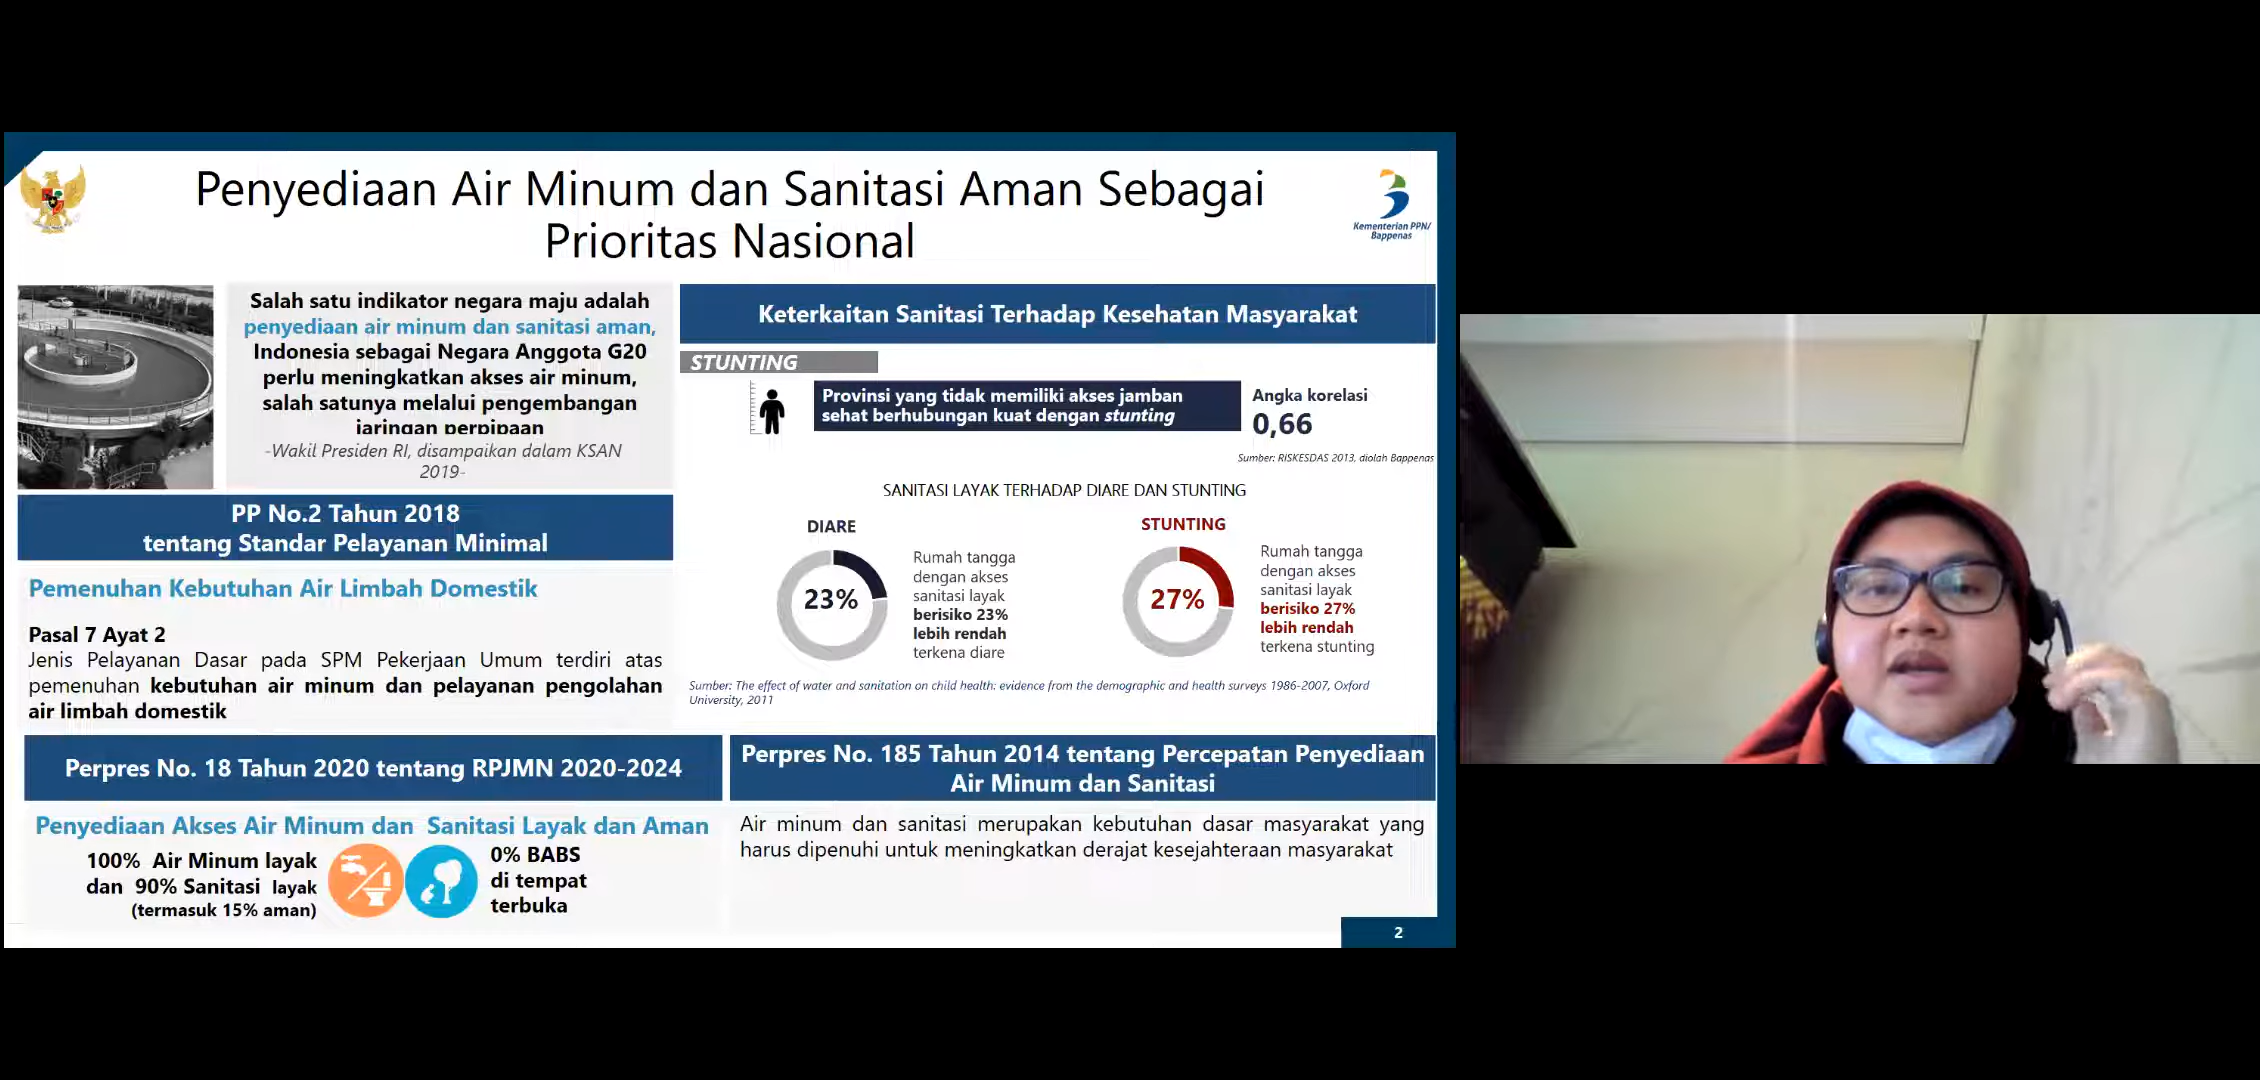 Penyediaan Air Minum dan Sanitasi Aman Sebagai
Prioritas Nasional
Kementerian PPN/
Bappenas
Salah satu indikator negara maju adalah
penyediaan air minum dan sanitasi aman,
Indonesia sebagai Negara Anggota G20
perlu meningkatkan akses air minum,
salah satunya melalui pengembangan
jaringan perpipaan
-Wakil Presiden RI, disampaikan dalam KSAN
2019-
PP No.2 Tahun 2018
tentang Standar Pelayanan Minimal
Pemenuhan Kebutuhan Air Limbah Domestik
Pasal 7 Ayat 2
Jenis Pelayanan Dasar pada SPM Pekerjaan Umum terdiri atas
pemenuhan kebutuhan air minum dan pelayanan pengolahan
air limbah domestik
Keterkaitan Sanitasi Terhadap Kesehatan Masyarakat
STUNTING
Provinsi yang tidak memiliki akses jamban
sehat berhubungan kuat dengan stunting
Angka korelasi
0,66
Sumber: RISKESDAS 2013, diolah Bappenas
SANITASI LAYAK TERHADAP DIARE DAN STUNTING
DIARE
23%
Rumah tangga
dengan akses
sanitasi layak
berisiko 23%
lebih rendah
terkena diare
STUNTING
27%
Rumah tangga
dengan akses
sanitasi layak
berisiko 27%
lebih rendah
terkena stunting
Sumber: The effect of water and sanitation on child health: evidence from the demographic and health surveys 1986-2007, Oxford
University, 2011
Perpres No. 18 Tahun 2020 tentang RPJMN 2020-2024
Penyediaan Akses Air Minum dan Sanitasi Layak dan Aman
100% Air Minum layak
dan 90% Sanitasi layak
(termasuk 15% aman)
0% BABS
di tempat
terbuka
Perpres No. 185 Tahun 2014 tentang Percepatan Penyediaan
Air Minum dan Sanitasi
Air minum dan sanitasi merupakan kebutuhan dasar masyarakat yang
harus dipenuhi untuk meningkatkan derajat kesejahteraan masyarakat
2